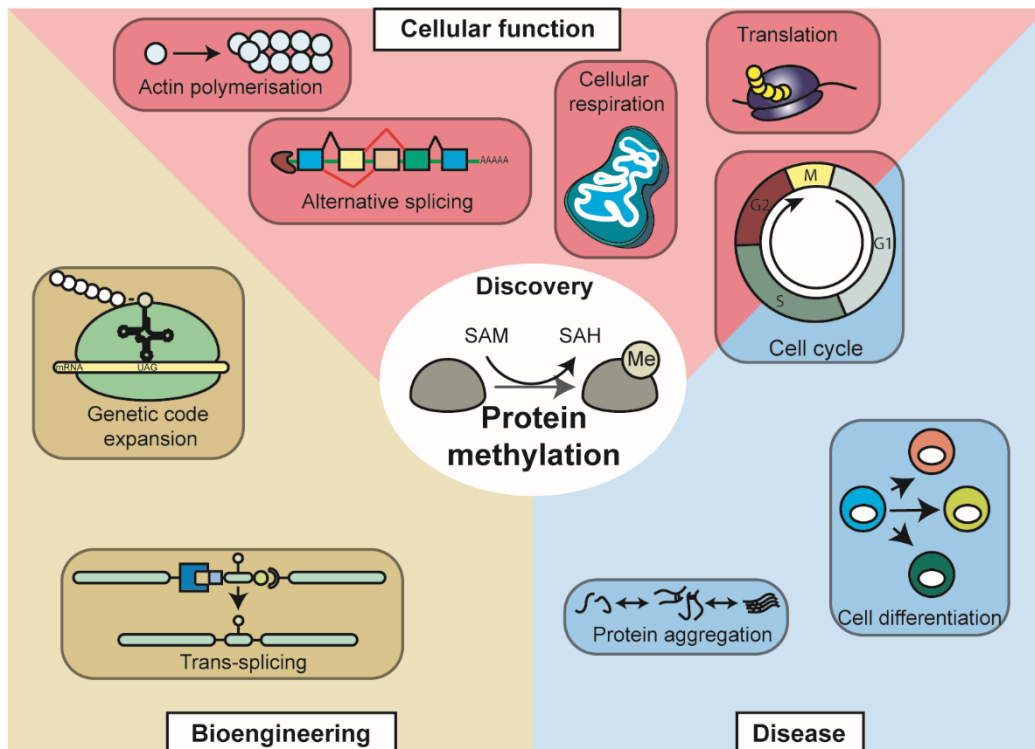 Cellular function
Actin polymerisation
Alternative splicing
AAAAA
Cellular
respiration
Translation
M
G2
G1
S
Cell cycle
Discovery
SAM
SAH
Me
Protein
methylation
mRNA
UAG
Genetic code
expansion
Trans-splicing
Bioengineering
Cell differentiation
Protein aggregation
Disease